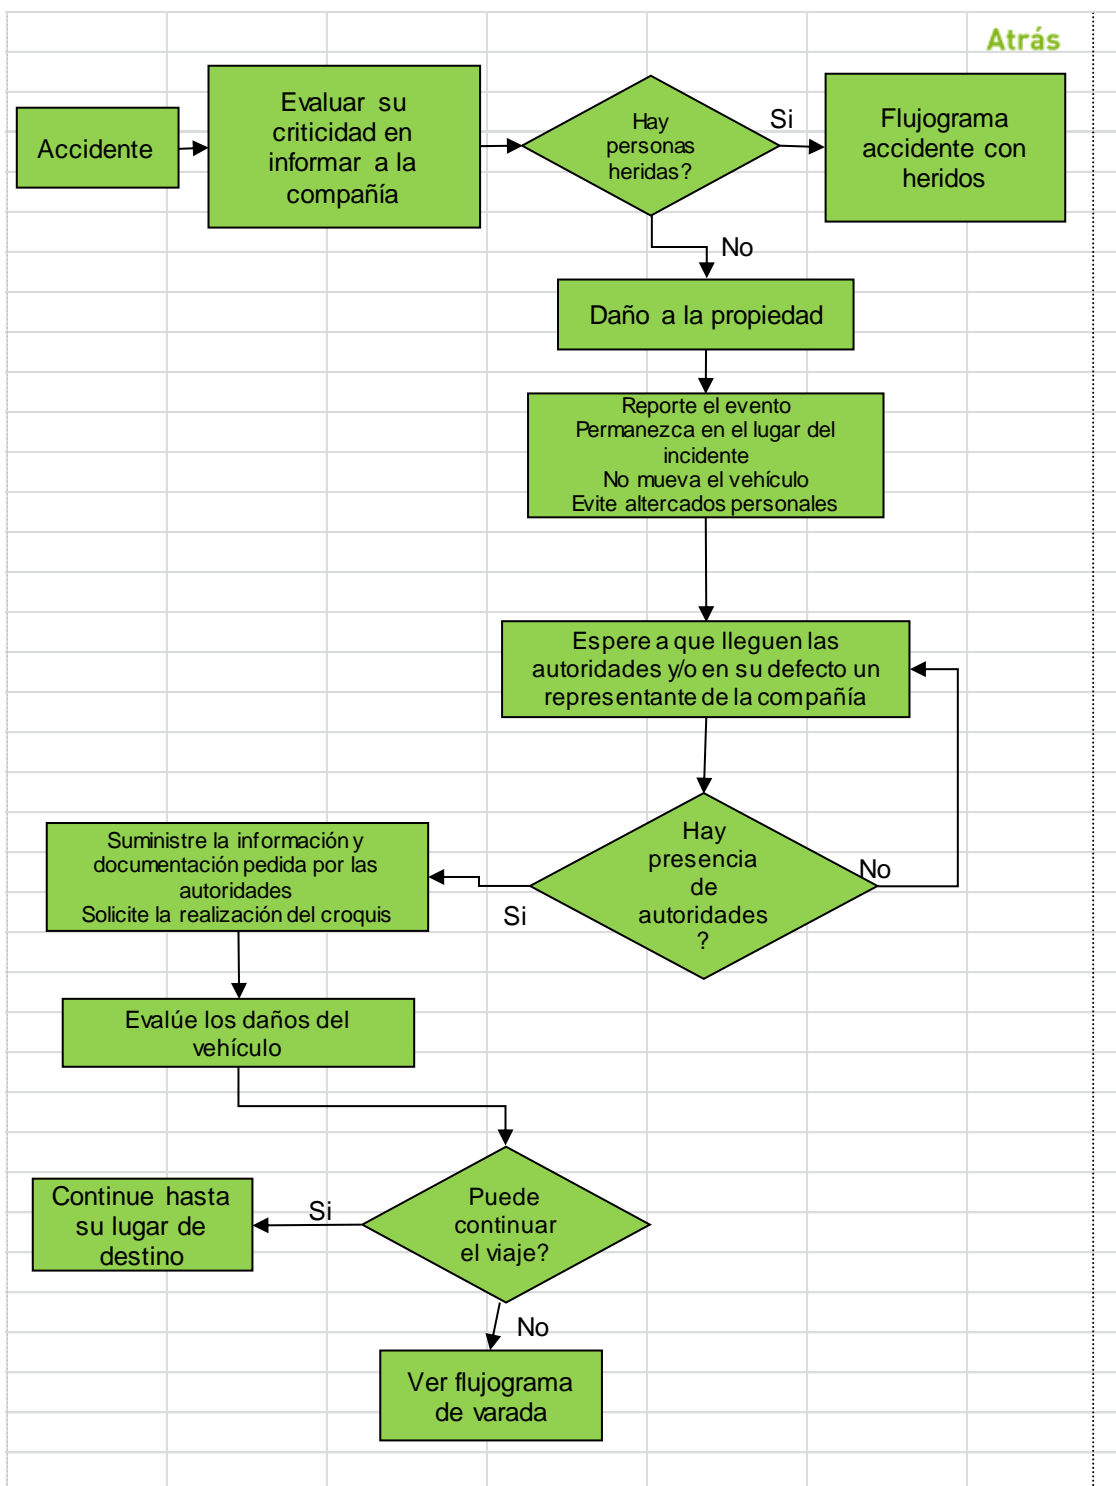 Atrás
Accidente
Evaluar su
criticidad en
informar a la
compañía
Hay
personas
heridas?
Si
Flujograma
accidente con
heridos
No
Daño a la propiedad
Reporte el evento
Permanezca en el lugar del
incidente
No mueva el vehículo
Evite altercados personales
Espere a que lleguen las
autoridades y/o en su defecto un
representante de la compañía
Hay
presencia
de
autoridades
?
No
Si
Suministre la información y
documentación pedida por las
autoridades
Solicite la realización del croquis
Evalúe los daños del
vehículo
Puede
continuar
el viaje?
Si
Continue hasta
su lugar de
destino
No
Ver flujograma
de varada